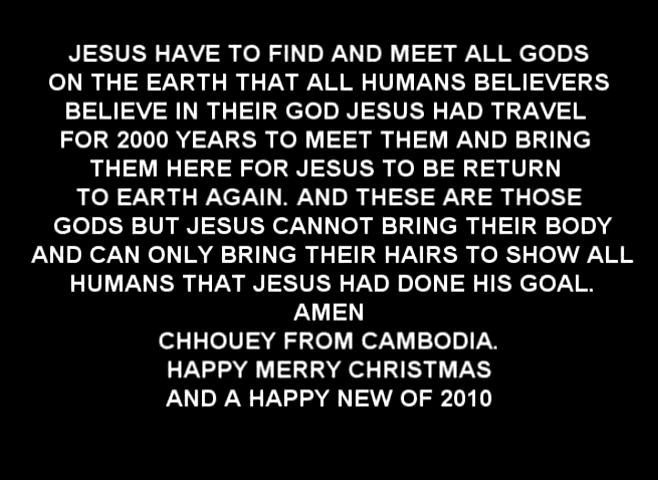 JESUS HAVE TO FIND AND MEET ALL GODS
ON THE EARTH THAT ALL HUMANS BELIEVERS
BELIEVE IN THEIR GOD JESUS HAD TRAVEL
FOR 2000 YEARS TO MEET THEM AND BRING
THEM HERE FOR JESUS TO BE RETURN
TO EARTH AGAIN. AND THESE ARE THOSE
GODS BUT JESUS CANNOT BRING THEIR BODY
AND CAN ONLY BRING THEIR HAIRS TO SHOW ALL
HUMANS THAT JESUS HAD DONE HIS GOAL.
AMEN
CHHOUEY FROM CAMBODIA.
HAPPY MERRY CHRISTMAS
AND A HAPPY NEW OF 2010